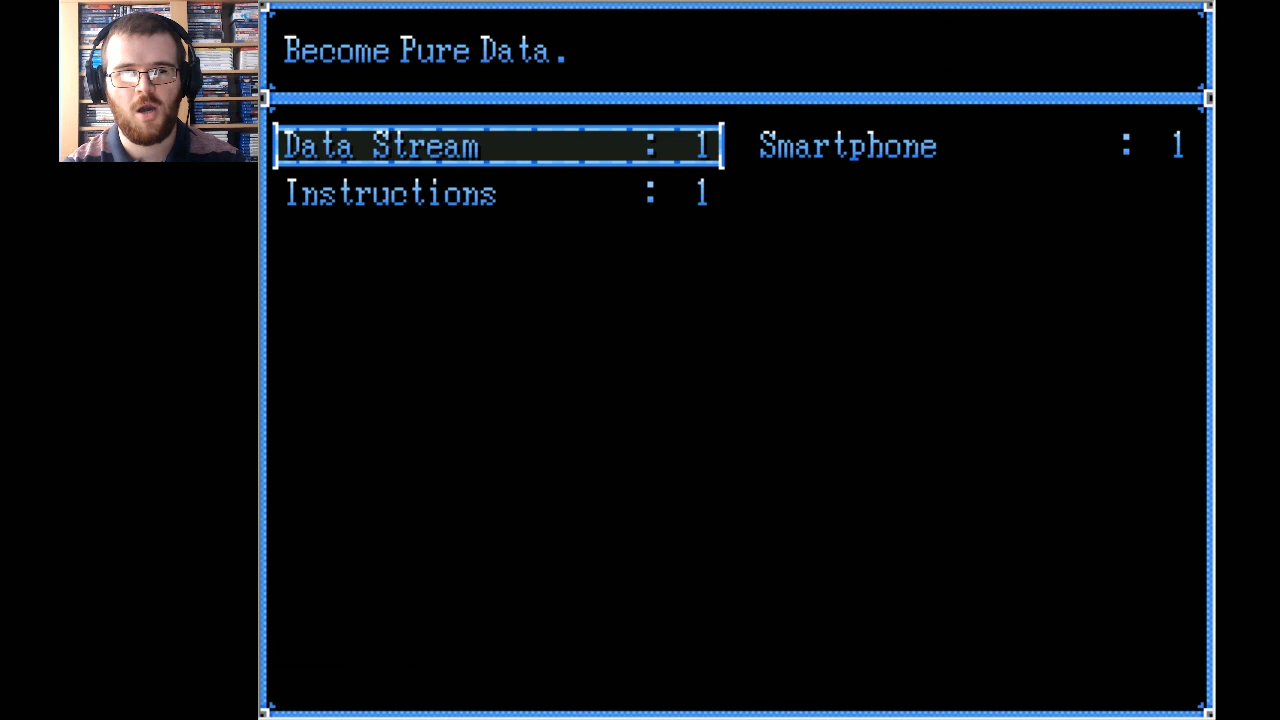 Become Pure Data.
Data Stream : 1 Smartphone : 1
Instructions : 1